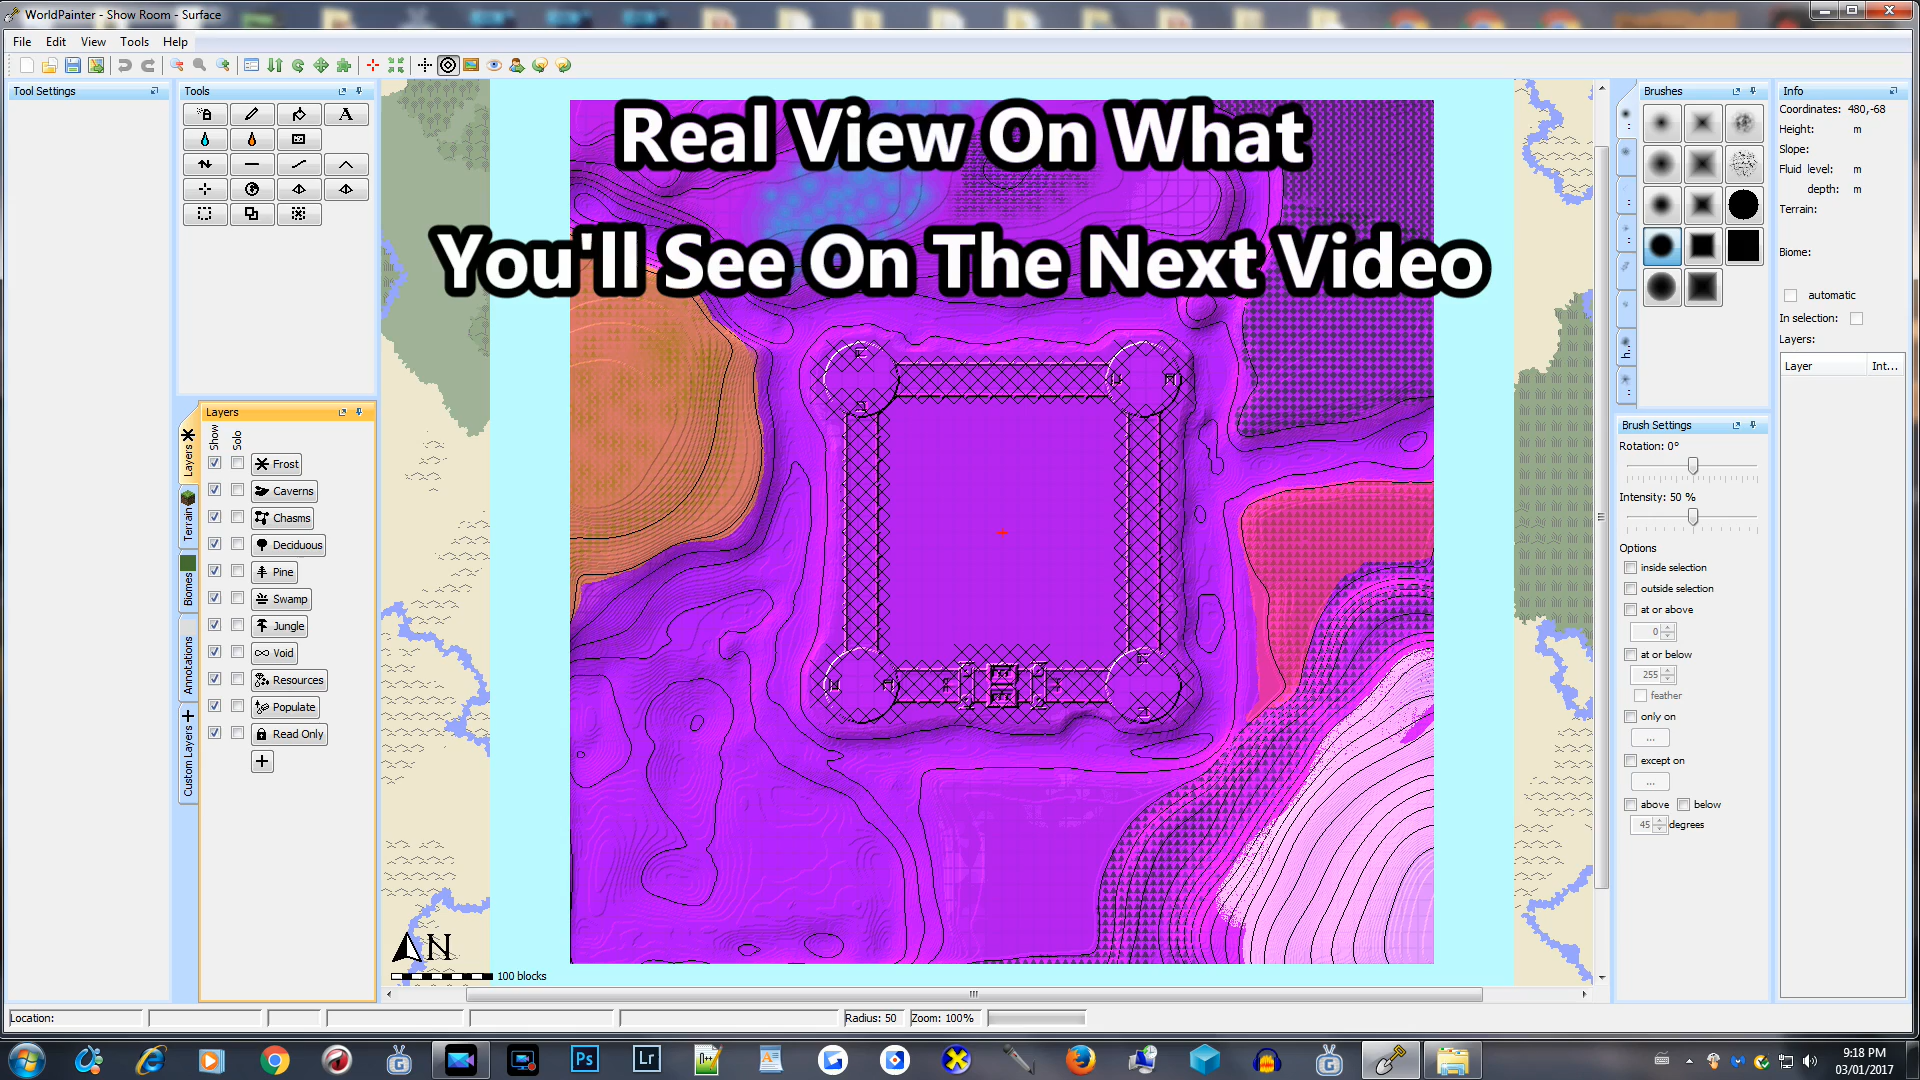 WorldPainter - Show Room - Surface
File Edit View Tools Help
Tool Settings
Tools
A
Layers
Show
Solo
Frost
Caverns
Chasms
Deciduous
Pine
Swamp
Jungle
Void
Resources
Populate
Read Only
Layers
Terrain
Biomes
Annotations
Custom Layers
Real View On What
You'll See On The Next Video
N
100 blocks
Brushes
Brush Settings
Rotation: 0°
Intensity: 50 %
Options
inside selection
outside selection
at or above
0
at or below
255
feather
only on
...
except on
...
above below
45 degrees
Info
Coordinates: 480,-68
Height: m
Slope:
Fluid level: m
depth: m
Terrain:
Biome:
automatic
In selection:
Layers:
Layer Int...
Location:
Radius: 50
Zoom: 100%
Ps
Lr
9:18 PM
03/01/2017